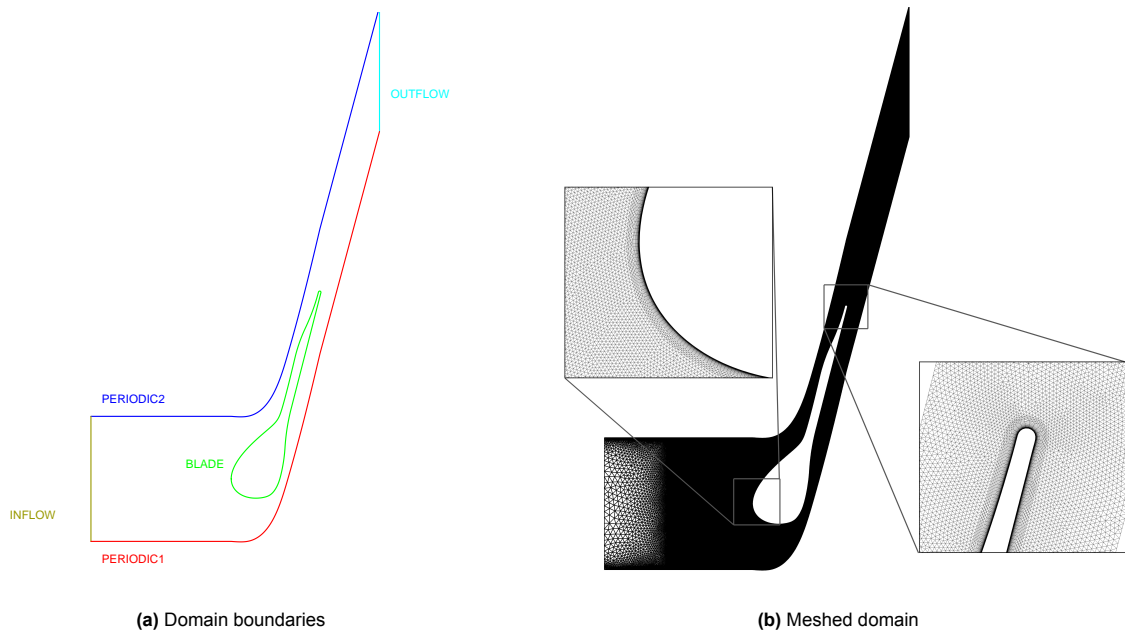 OUTFLOW
PERIODIC2
BLADE
INFLOW
PERIODIC1
(a) Domain boundaries
(b) Meshed domain